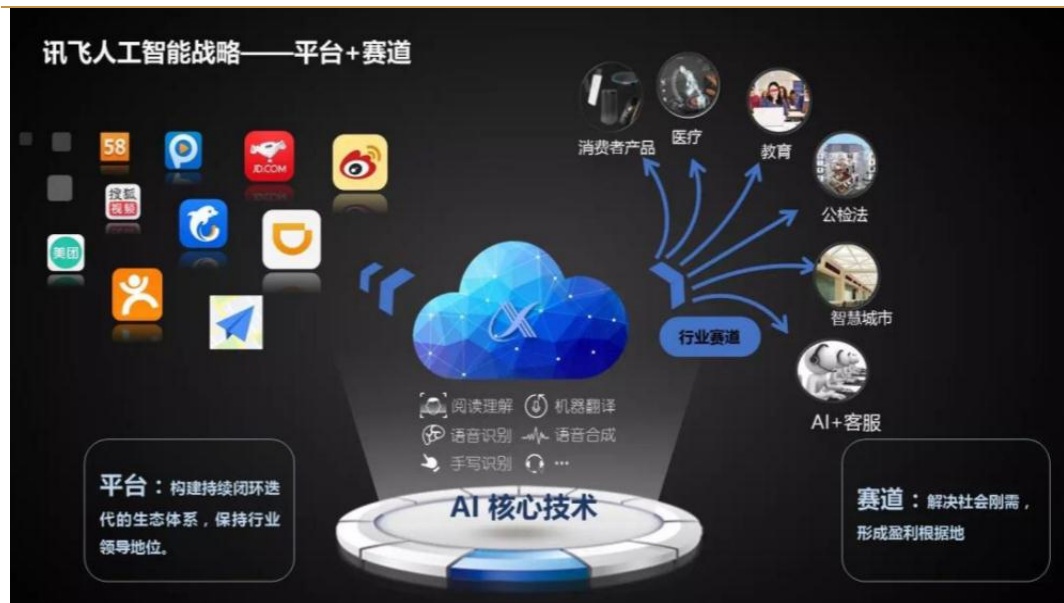 讯飞人工智能战略——平台+赛道
58
JD.COM
搜狐
视频
美团
消费者产品
医疗
教育
公检法
智慧城市
AI+客服
行业赛道
阅读理解
机器翻译
语音识别
语音合成
手写识别
...
AI 核心技术
平台：构建持续闭环迭
代的生态体系，保持行业
领导地位。
赛道：解决社会刚需，
形成盈利根据地